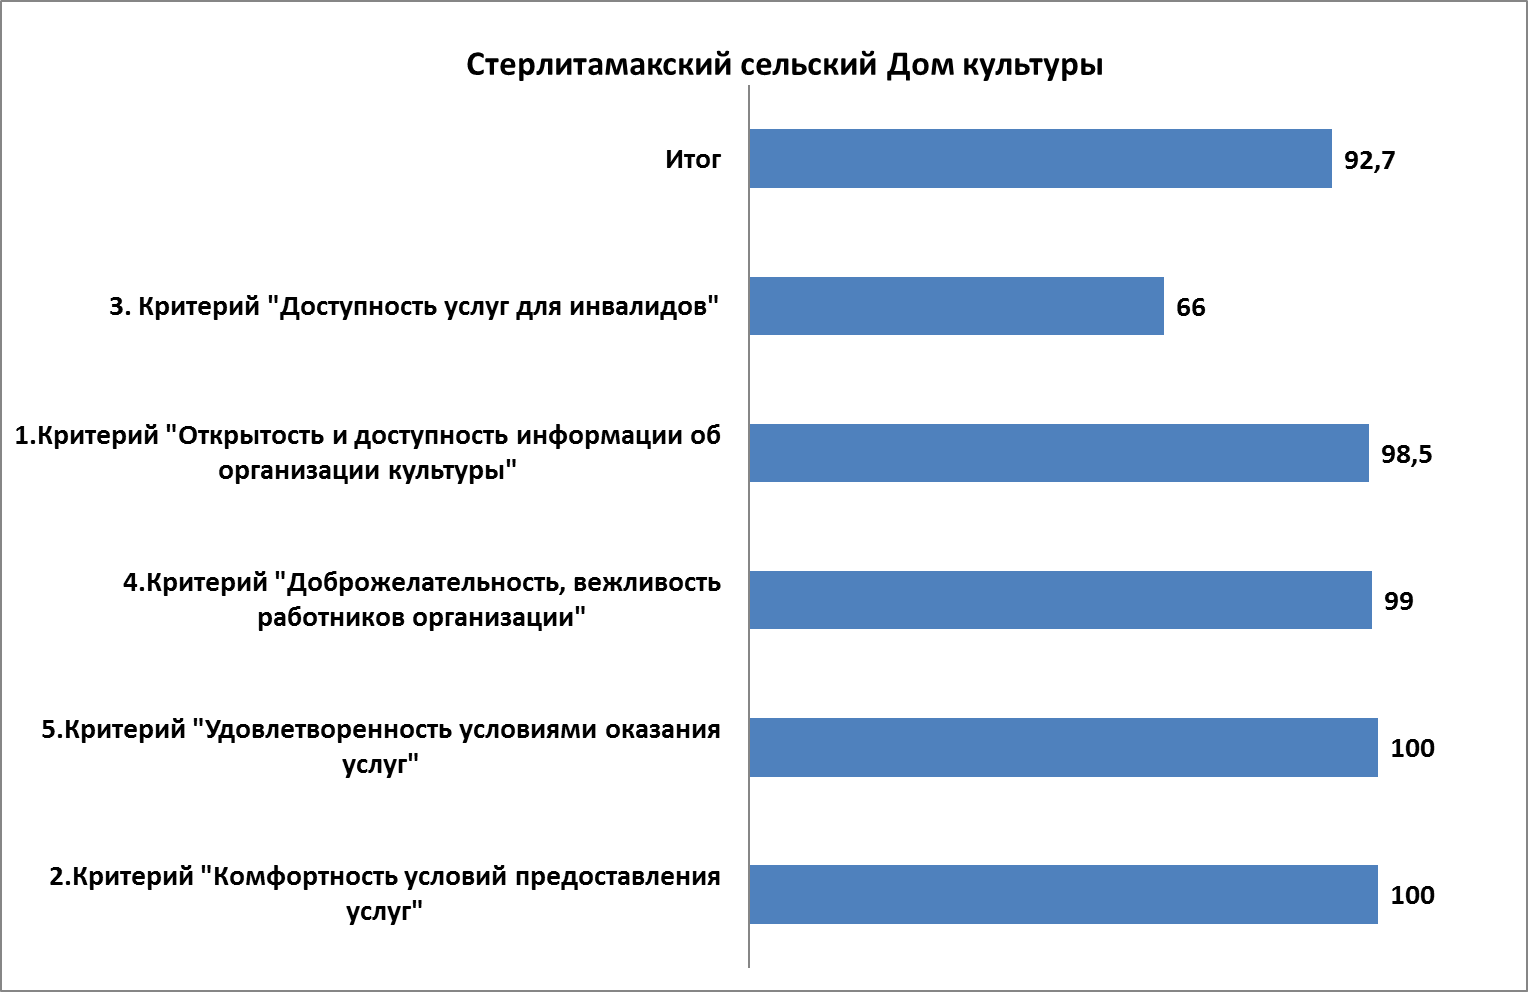 Стерлитамакский сельский Дом культуры
Итог
92,7
3. Критерий "Доступность услуг для инвалидов"
66
1.Критерий "Открытость и доступность информации об
организации культуры"
98,5
4.Критерий "Доброжелательность, вежливость
работников организации"
99
5.Критерий "Удовлетворенность условиями оказания
услуг"
100
2.Критерий "Комфортность условий предоставления
услуг"
100